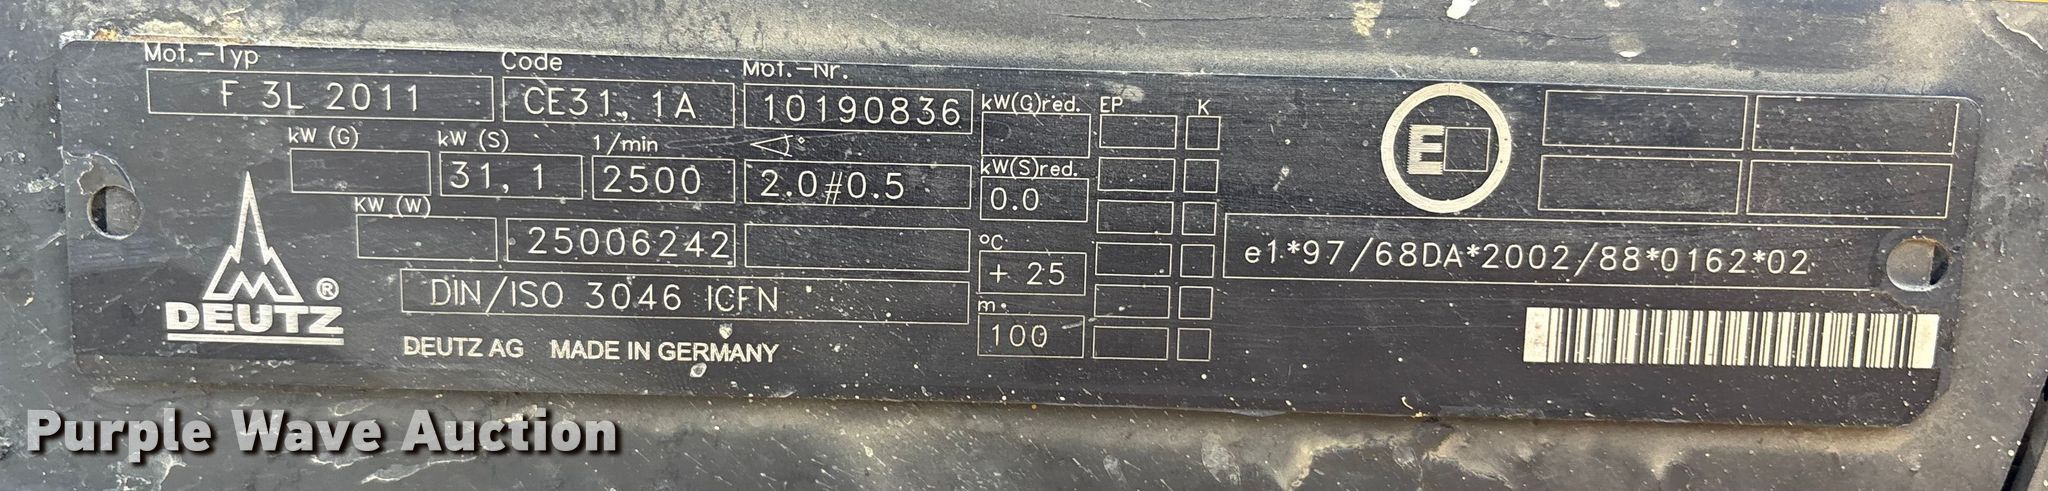 Mot.-Typ Code Mot.-Nr.
F 3L 2011 CE31, 1A 10190836 kW(G)red. EP K
kW (G) kW (S) 1/min °
31, 1 2500 2.0#0.5 kW(S)red.
0.0
KW (W)
25006242 °C
+ 25 e1*97/68DA*2002/88*0162*02
DIN/ISO 3046 ICFN m.
100
E
DEUTZ®
DEUTZ AG MADE IN GERMANY
Purple Wave Auction